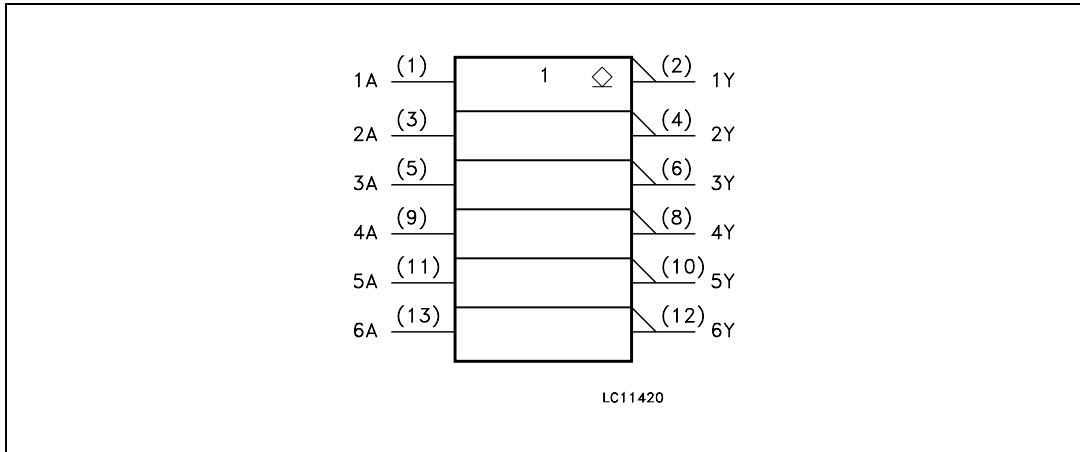 1A (1) 1 (2) 1Y
2A (3) (4) 2Y
3A (5) (6) 3Y
4A (9) (8) 4Y
5A (11) (10) 5Y
6A (13) (12) 6Y
LC11420